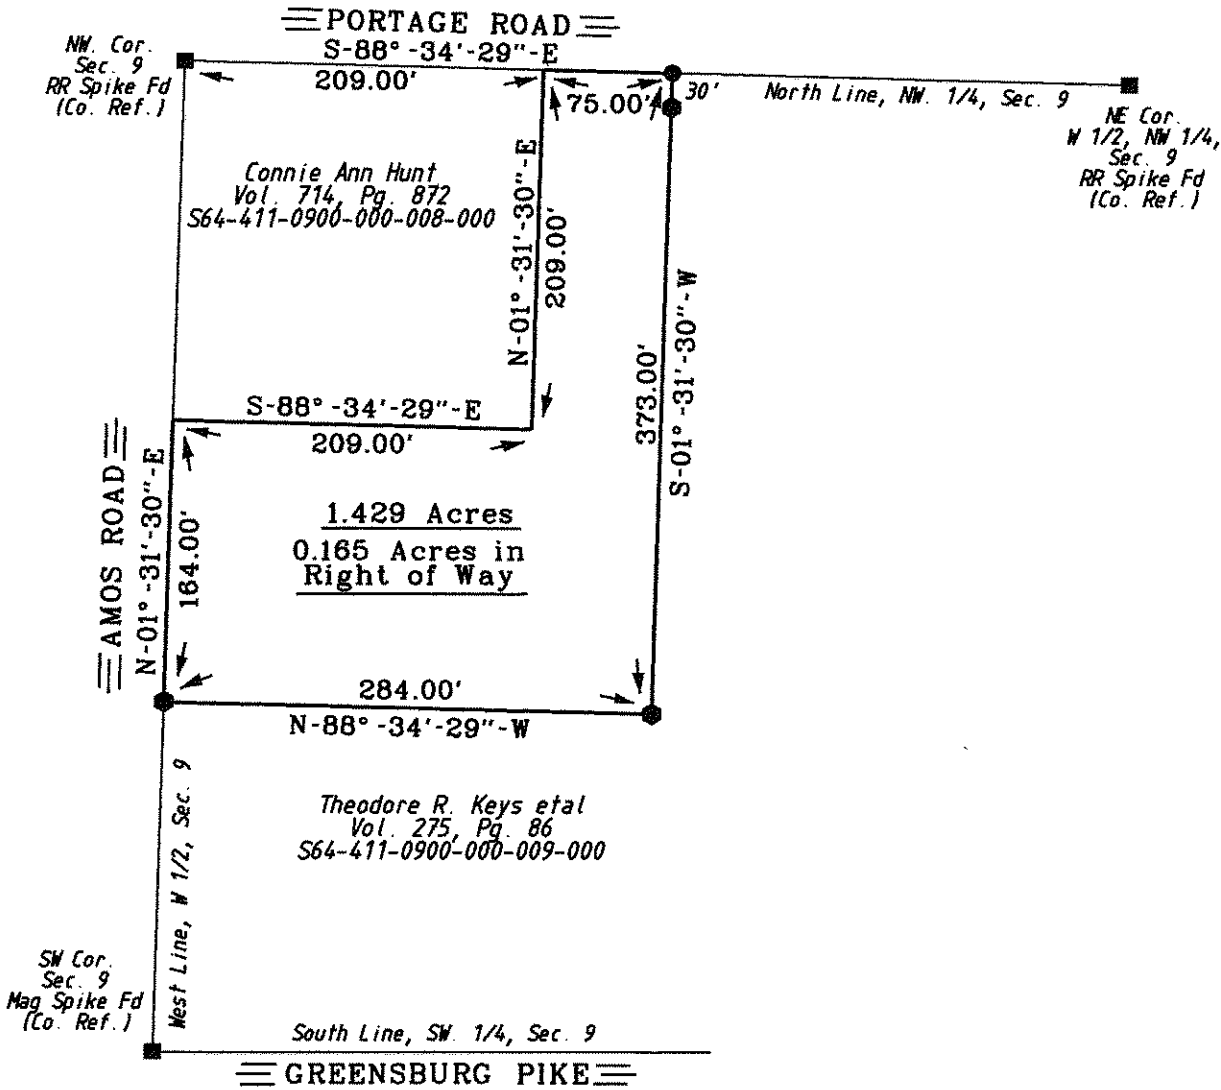 PORTAGE ROAD
S-88°-34'-29"-E
209.00'
75.00'
30'
North Line, NW. 1/4, Sec. 9
NW. Cor.
Sec. 9
RR Spike Fd
(Co. Ref.)
NE Cor.
W 1/2, NW 1/4,
Sec. 9
RR Spike Fd
(Co. Ref.)
Connie Ann Hunt
Vol. 714, Pg. 872
S64-411-0900-000-008-000
N-01°-31'-30"-E
209.00'
373.00'
S-01°-31'-30"-W
S-88°-34'-29"-E
209.00'
AMOS ROAD
N-01°-31'-30"-E
164.00'
1.429 Acres
0.165 Acres in
Right of Way
284.00'
N-88°-34'-29"-W
Theodore R. Keys etal
Vol. 275, Pg. 86
S64-411-0900-000-009-000
West Line, W 1/2, Sec. 9
SW Cor.
Sec. 9
Mag Spike Fd
(Co. Ref.)
South Line, SW. 1/4, Sec. 9
GREENSBURG PIKE